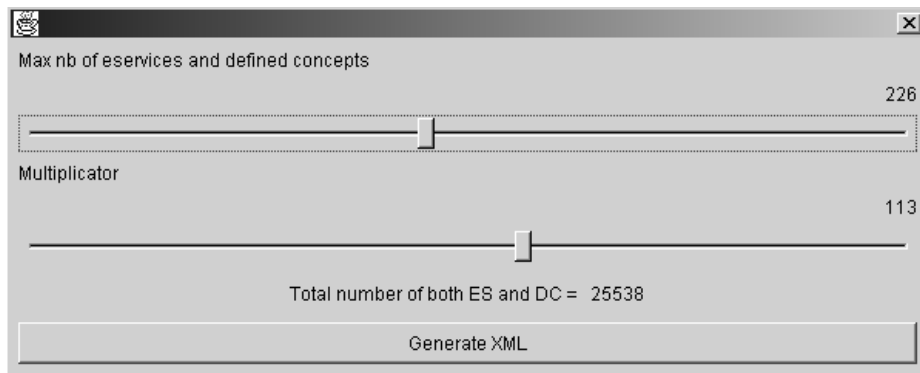 Max nb of eservices and defined concepts
226
Multiplicator
113
Total number of both ES and DC = 25538
Generate XML